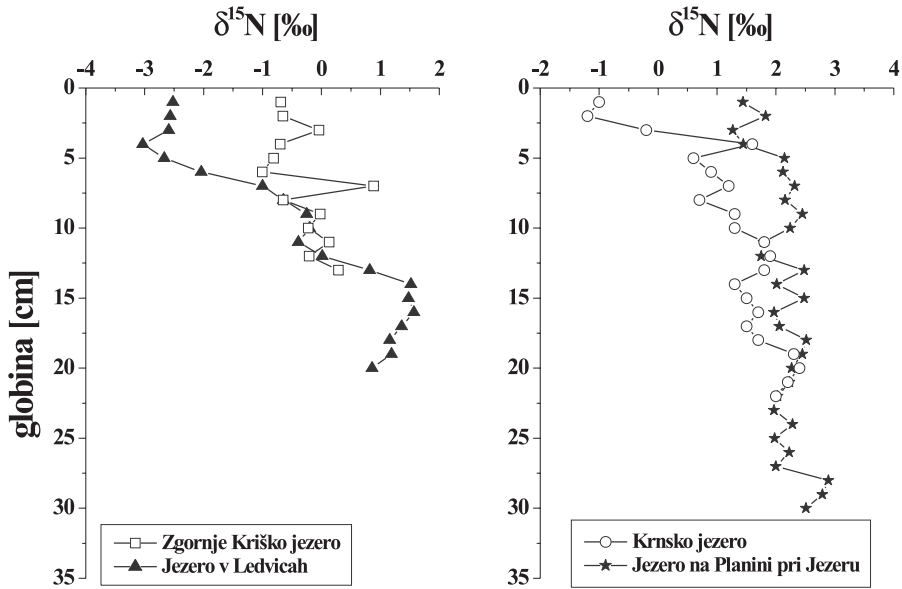 δ¹⁵N [‰]
-4 -3 -2 -1 0 1 2
0
5
10
15
20
25
30
35
globina [cm]
Zgornje Kriško jezero
Jezero v Ledvicah
δ¹⁵N [‰]
-2 -1 0 1 2 3 4
0
5
10
15
20
25
30
35
Krnsko jezero
Jezero na Planini pri Jezeru